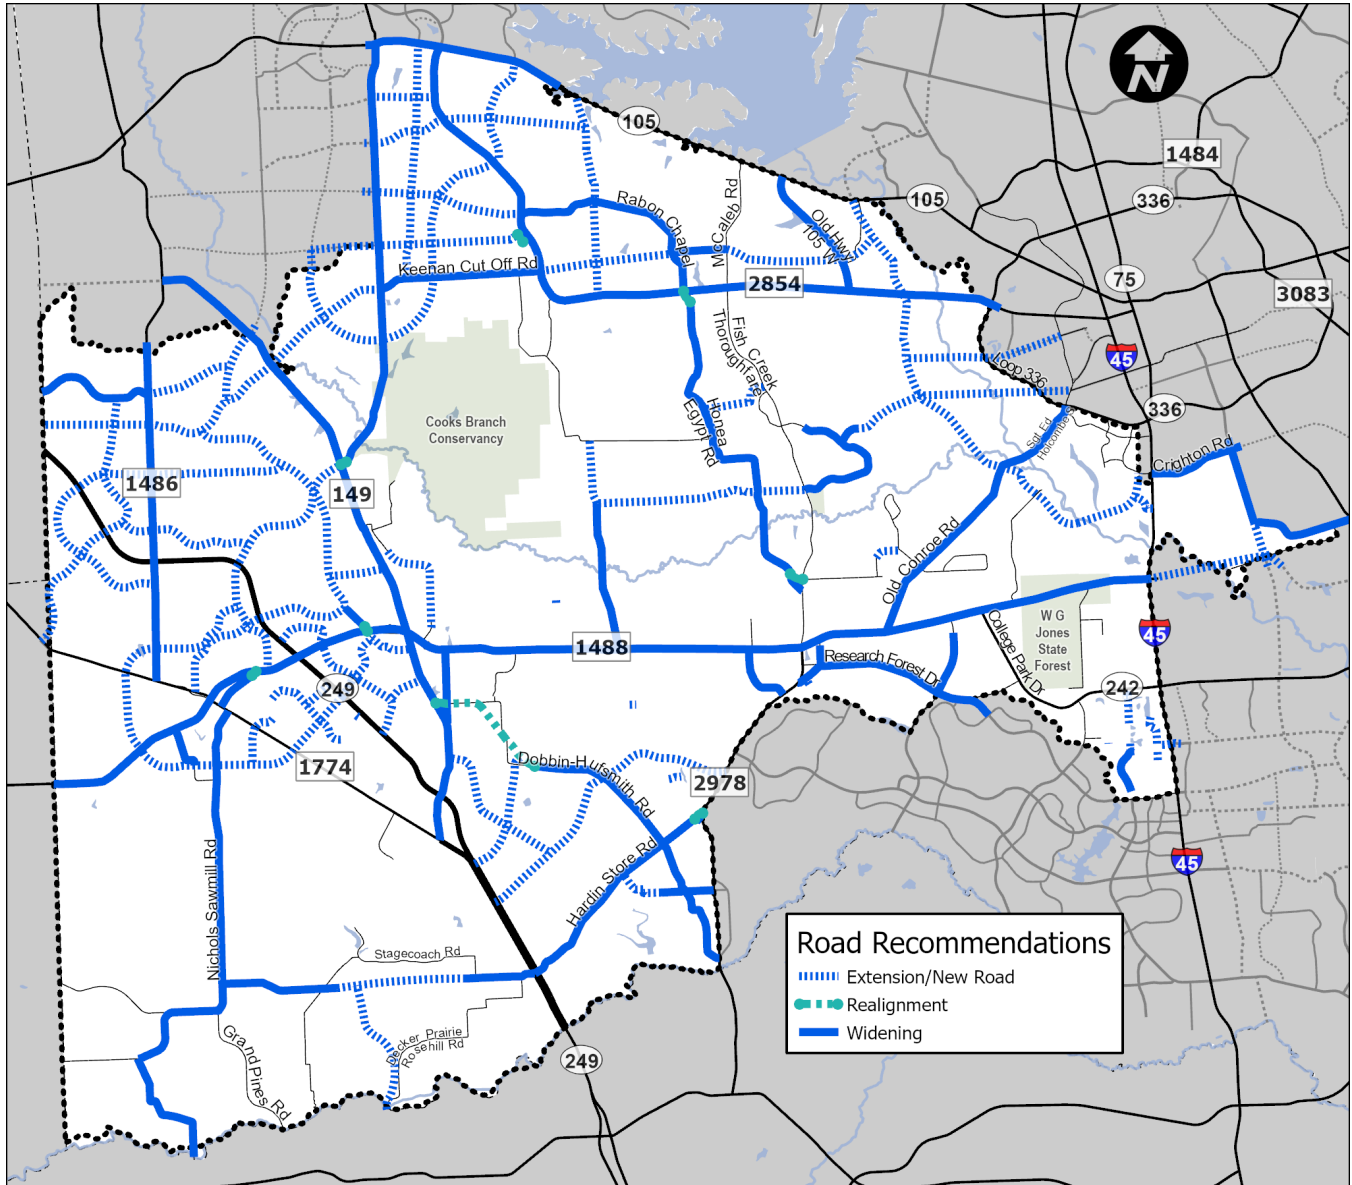 N
105
1484
105
336
Rabon Chapel
McCaleb Rd
Old Hwy
105 W
Keenan Cut Off Rd
2854
75
3083
45
Fish Creek
Thoroughfare
Loop 336
336
Honea
Egypt Rd
Cooks Branch
Conservancy
Sgt Ed
Holcombe
Crighton Rd
1486
149
Old Conroe Rd
W G
Jones
State
Forest
College Park Dr
45
1488
Research Forest Dr
249
242
1774
Dobbin-Hufsmith Rd
2978
45
Hardin Store Rd
Nichols Sawmill Rd
Stagecoach Rd
Decker Prairie
Rosehill Rd
Grand Pines Rd
249
Road Recommendations
Extension/New Road
Realignment
Widening